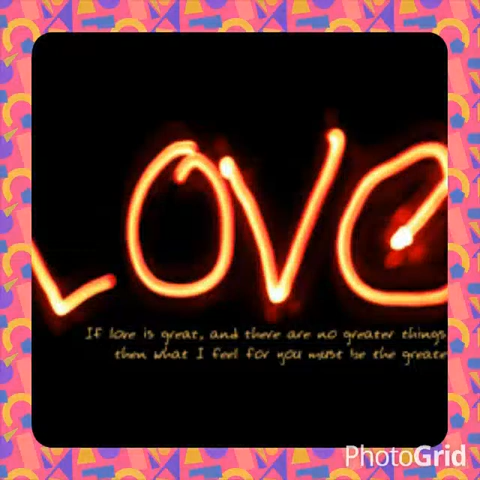 LOVE
If love is great, and there are no greater things
then what I feel for you must be the greate
PhotoGrid